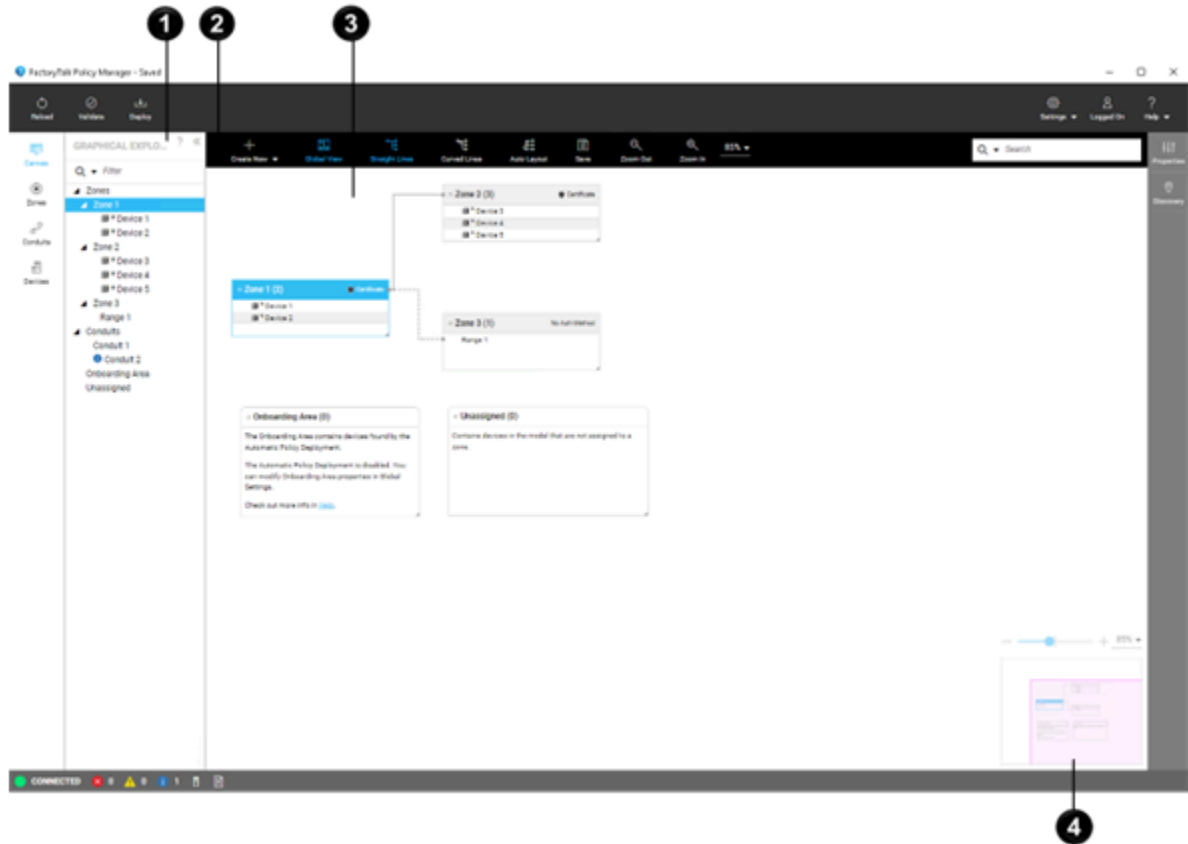 1 2 3
FactoryTalk Policy Manager - Saved
Reload Validate Deploy Settings Logged On Help
GRAPHICAL EXPLO... ?
Create New Global View Straight Lines Curved Lines Auto Layout Save Zoom Out Zoom In 85% Search
Canvas
Zones
Conduits
Devices
Properties
Discovery
Filter
Zones
Zone 1
Device 1
Device 2
Zone 2
Device 3
Device 4
Device 5
Zone 3
Range 1
Conduits
Conduit 1
Conduit 2
Onboarding Area
Unassigned
Zone 2 (3) Certificate
Device 3
Device 4
Device 5
Zone 1 (2) Certificate
Device 1
Device 2
Zone 3 (1) No Auth Method
Range 1
Onboarding Area (0)
The Onboarding Area contains devices found by the
Automatic Policy Deployment.
The Automatic Policy Deployment is disabled. You
can modify Onboarding Area properties in Global
Settings.
Check out more info in Help.
Unassigned (0)
Contains devices in the model that are not assigned to a
zone.
85%
CONNECTED 0 0 1
4